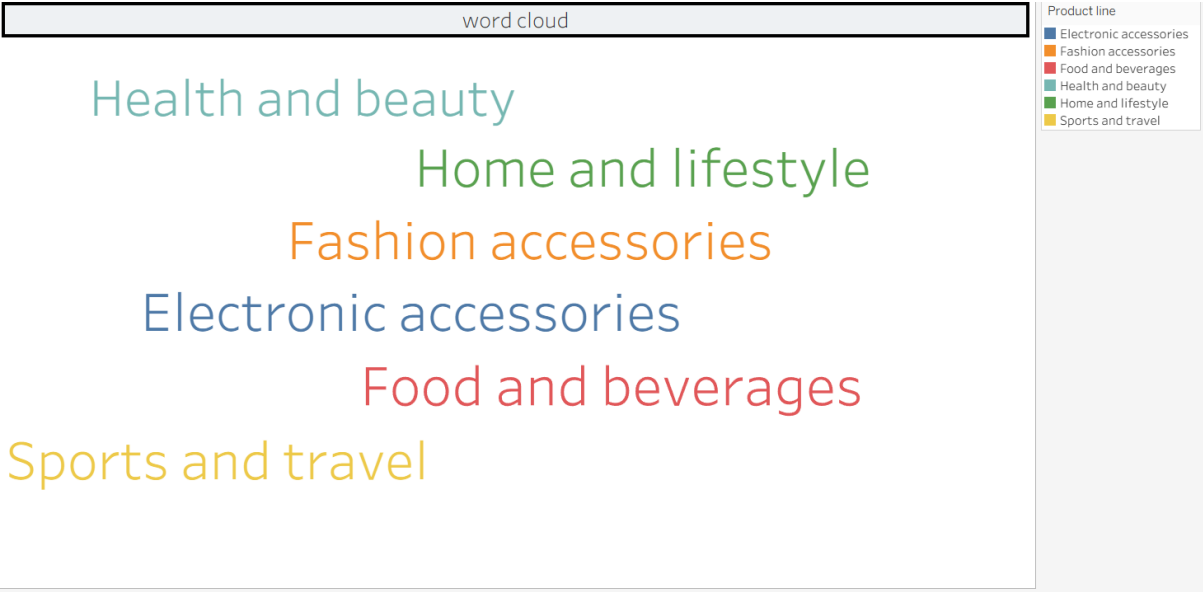 word cloud
Health and beauty
Home and lifestyle
Fashion accessories
Electronic accessories
Food and beverages
Sports and travel
Product line
Electronic accessories
Fashion accessories
Food and beverages
Health and beauty
Home and lifestyle
Sports and travel